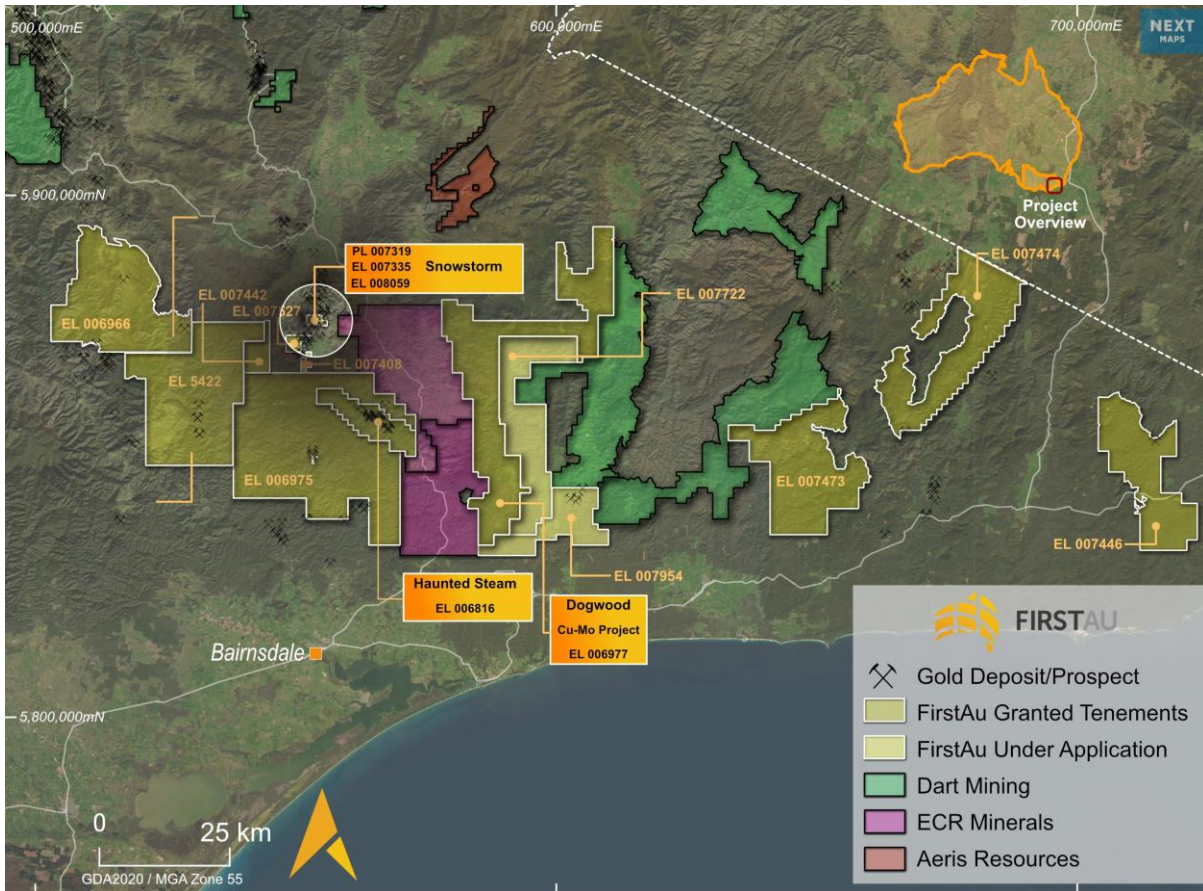 500,000mE
600,000mE
700,000mE
NEXT
MAPS
5,900,000mN
Project
Overview
PL 007319
EL 007335
EL 008059
Snowstorm
EL 007474
EL 007442
EL 007527
EL 007722
EL 006966
EL 007408
EL 5422
EL 006975
EL 007473
EL 007446
EL 007954
Haunted Steam
EL 006816
Dogwood
Cu-Mo Project
EL 006977
Bairnsdale
5,800,000mN
FIRSTAU
Gold Deposit/Prospect
FirstAu Granted Tenements
FirstAu Under Application
Dart Mining
ECR Minerals
Aeris Resources
0
25 km
GDA2020 / MGA Zone 55